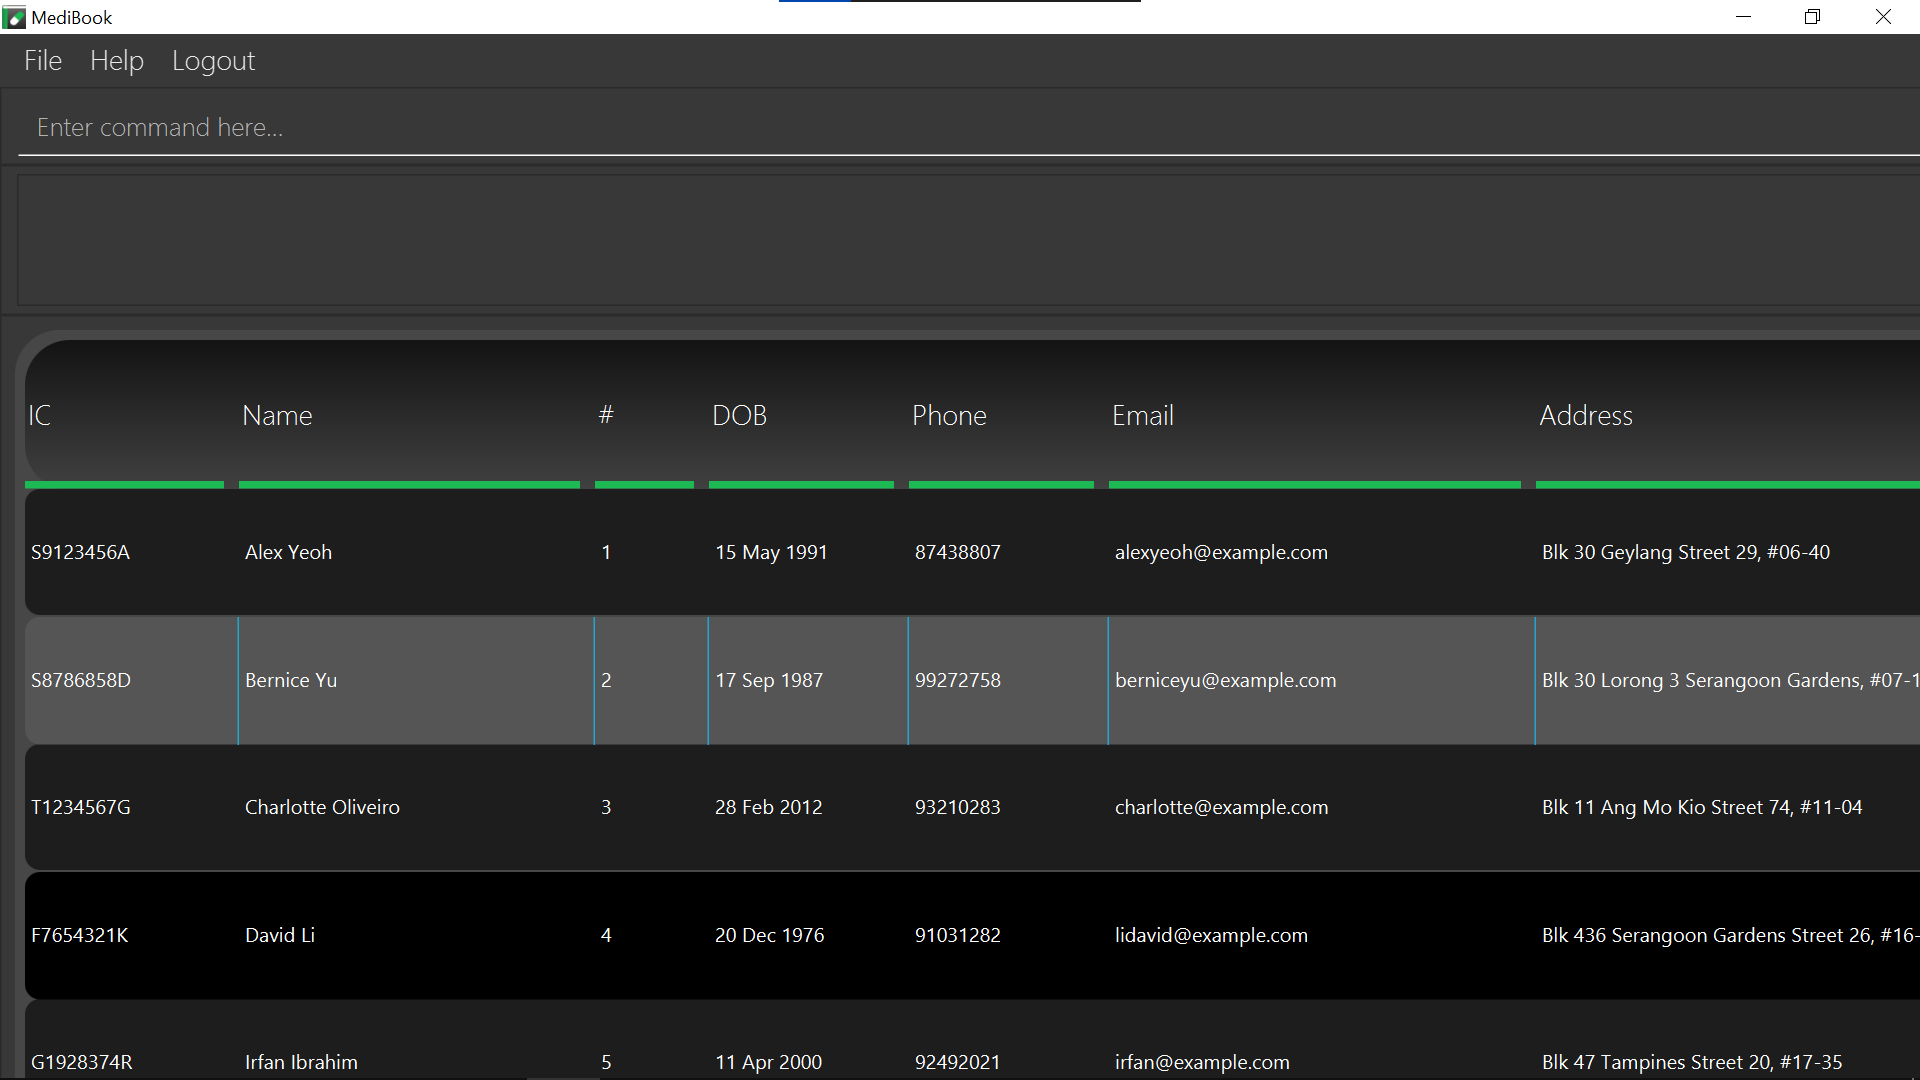 MediBook
File Help Logout
Enter command here...
IC Name # DOB Phone Email Address
S9123456A Alex Yeoh 1 15 May 1991 87438807 alexyeoh@example.com Blk 30 Geylang Street 29, #06-40
S8786858D Bernice Yu 2 17 Sep 1987 99272758 berniceyu@example.com Blk 30 Lorong 3 Serangoon Gardens, #07-1
T1234567G Charlotte Oliveiro 3 28 Feb 2012 93210283 charlotte@example.com Blk 11 Ang Mo Kio Street 74, #11-04
F7654321K David Li 4 20 Dec 1976 91031282 lidavid@example.com Blk 436 Serangoon Gardens Street 26, #16-
G1928374R Irfan Ibrahim 5 11 Apr 2000 92492021 irfan@example.com Blk 47 Tampines Street 20, #17-35